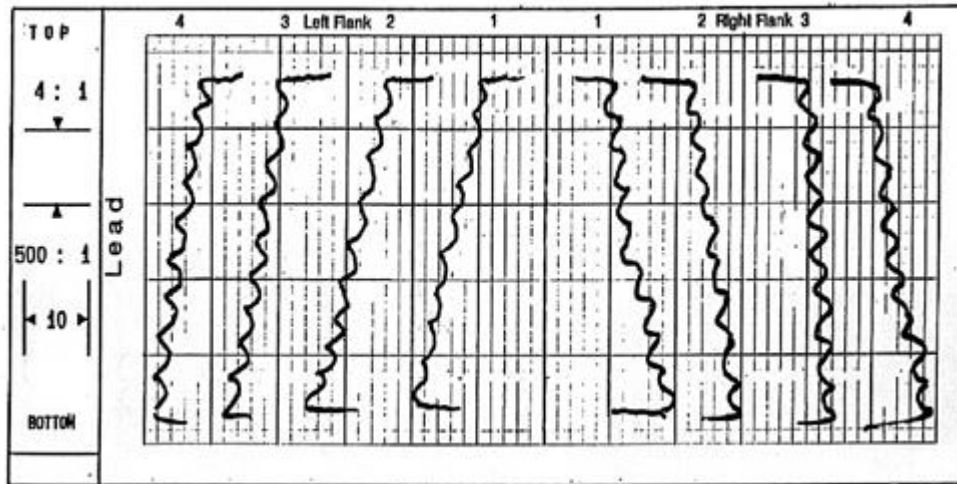 4 3 Left Flank 2 1 1 2 Right Flank 3 4
TOP
4 : 1
Lead
500 : 1
10
BOTTOM